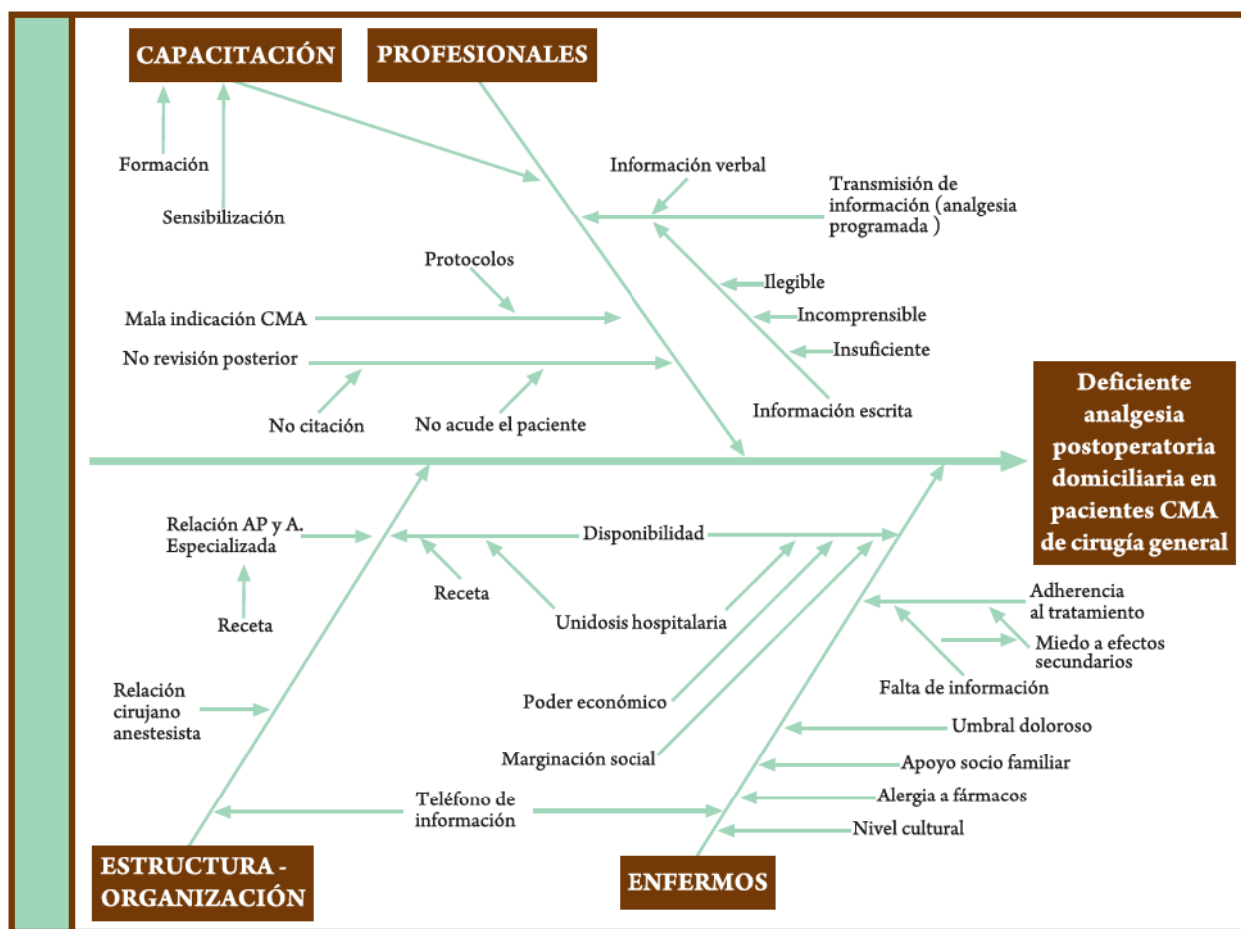 CAPACITACIÓN
PROFESIONALES
Formación
Sensibilización
Información verbal
Transmisión de
información (analgesia
programada )
Protocolos
Ilegible
Mala indicación CMA
Incomprensible
No revisión posterior
Insuficiente
No citación
No acude el paciente
Información escrita
Deficiente
analgesia
postoperatoria
domiciliaria en
pacientes CMA
de cirugía general
Relación AP y A.
Especializada
Disponibilidad
Receta
Receta
Unidosis hospitalaria
Adherencia
al tratamiento
Miedo a efectos
secundarios
Falta de información
Relación
cirujano
anestesista
Poder económico
Umbral doloroso
Marginación social
Apoyo socio familiar
Teléfono de
información
Alergia a fármacos
Nivel cultural
ESTRUCTURA -
ORGANIZACIÓN
ENFERMOS